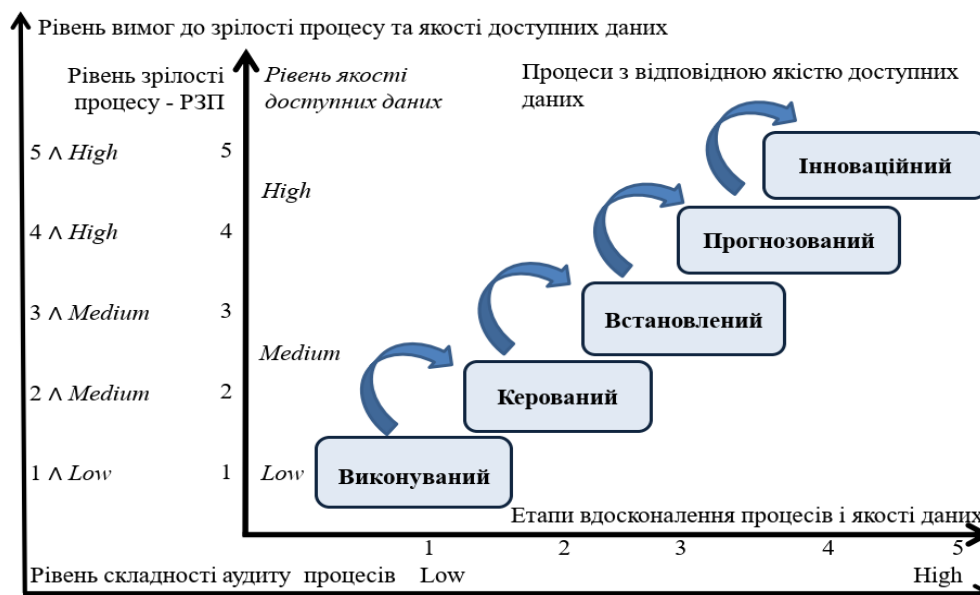 Рівень вимог до зрілості процесу та якості доступних даних
Рівень зрілості
процесу - РЗП
Рівень якості
доступних даних
Процеси з відповідною якістю доступних
даних
5 ∧ High
5
Інноваційний
High
4 ∧ High
4
Прогнозований
3 ∧ Medium
3
Встановлений
Medium
2 ∧ Medium
2
Керований
1 ∧ Low
1
Low
Виконуваний
Етапи вдосконалення процесів і якості даних
1 2 3 4 5
Рівень складності аудиту процесів Low High